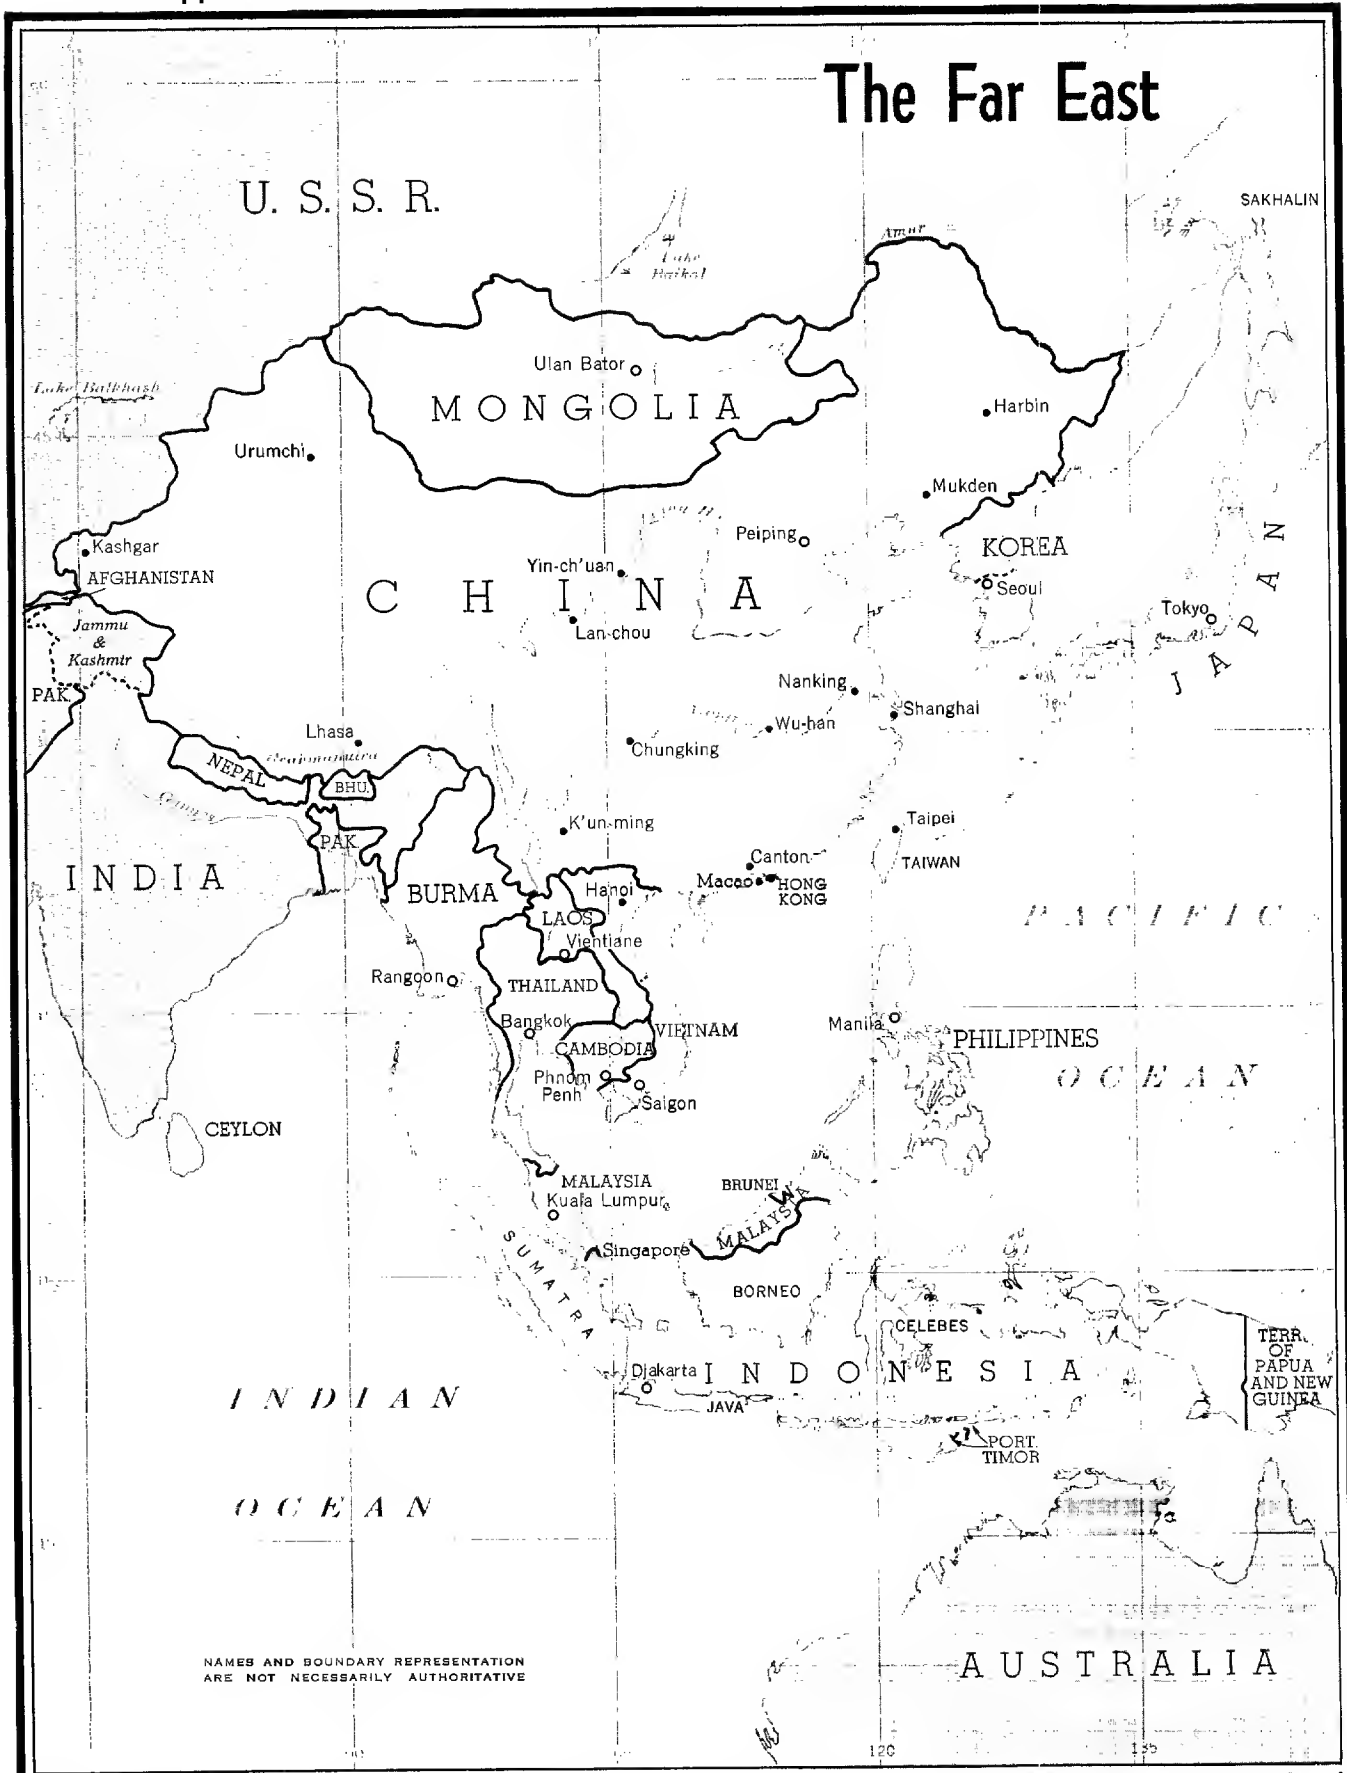 The Far East
U. S. S. R.
SAKHALIN
Amur
Lake
Baikal
Ulan Bator
MONGOLIA
Lake Balkhash
Harbin
Urumchi
Mukden
Peiping
Kashgar
KOREA
AFGHANISTAN
Yin-ch'uan
CHINA
Seoul
Tokyo
JAPAN
Jammu
&
Kashmir
Lan-chou
PAK.
Nanking
Shanghai
Lhasa
Wu-han
Brahmaputra
Chungking
NEPAL
BHU.
Ganges
K'un-ming
Taipei
PAK.
Canton
TAIWAN
INDIA
Macao
HONG
KONG
BURMA
Hanoi
LAOS
PACIFIC
Vientiane
Rangoon
THAILAND
Bangkok
VIETNAM
Manila
PHILIPPINES
CAMBODIA
OCEAN
Phnom
Penh
Saigon
CEYLON
MALAYSIA
BRUNEI
Kuala Lumpur
MALAYSIA
SUMATRA
Singapore
BORNEO
CELEBES
TERR.
OF
PAPUA
AND NEW
GUINEA
Djakarta
INDONESIA
INDIAN
JAVA
PORT.
TIMOR
OCEAN
NAMES AND BOUNDARY REPRESENTATION
ARE NOT NECESSARILY AUTHORITATIVE
AUSTRALIA
120
135